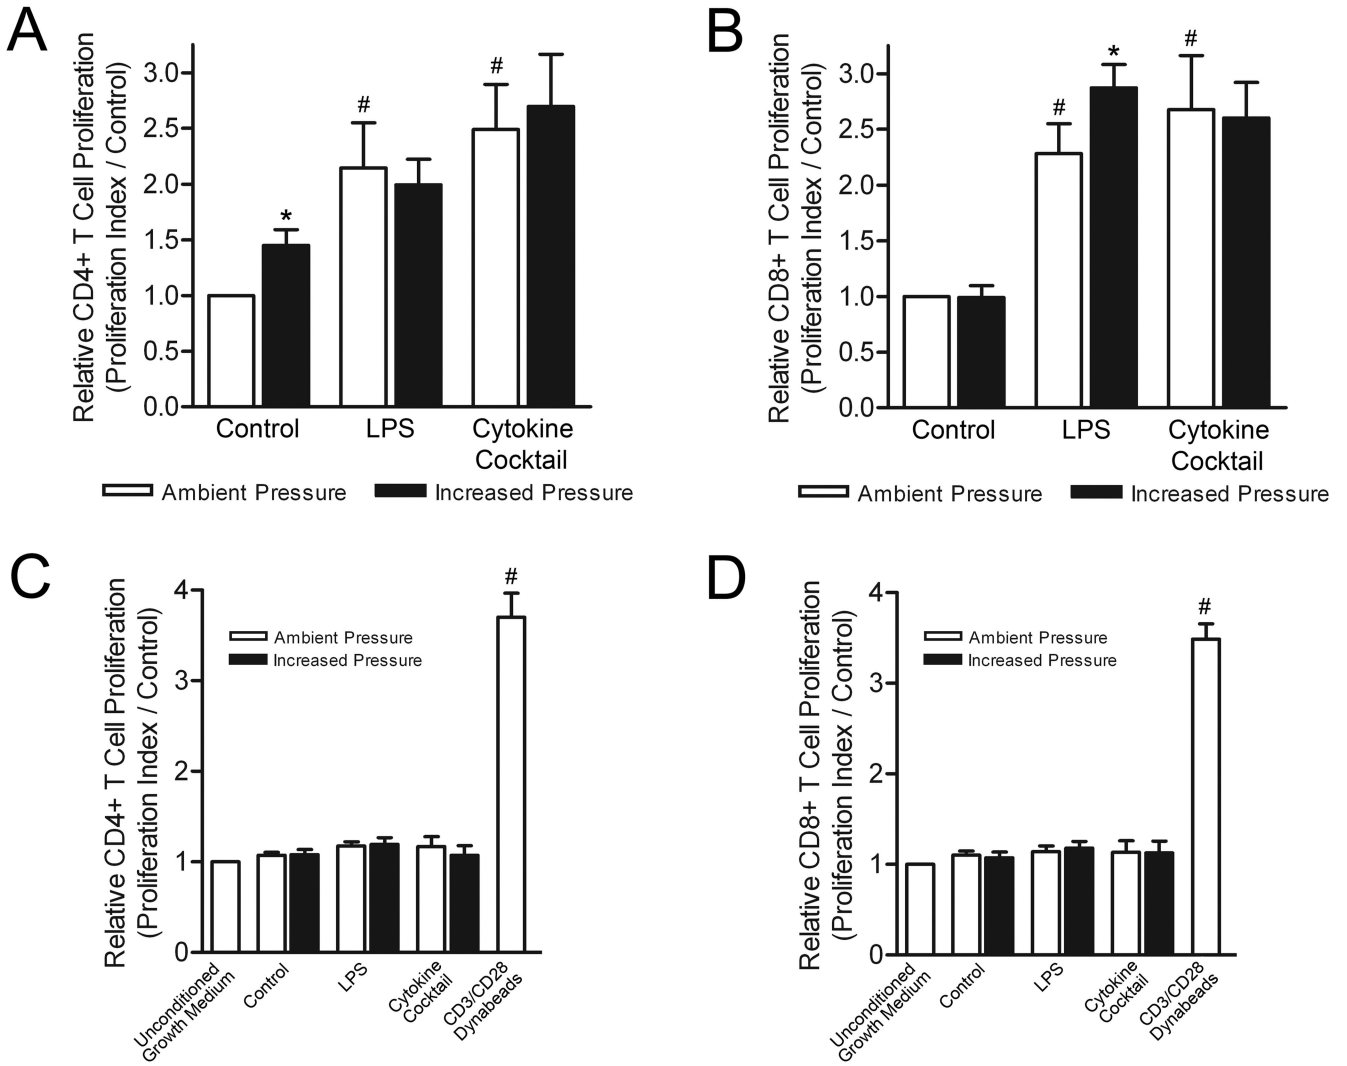 A
Relative CD4+ T Cell Proliferation
(Proliferation Index / Control)
3.0
2.5
2.0
1.5
1.0
0.5
0.0
*
#
#
Control
LPS
Cytokine
Cocktail
Ambient Pressure
Increased Pressure
B
Relative CD8+ T Cell Proliferation
(Proliferation Index / Control)
3.0
2.5
2.0
1.5
1.0
0.5
0.0
#
*
#
Control
LPS
Cytokine
Cocktail
Ambient Pressure
Increased Pressure
C
Relative CD4+ T Cell Proliferation
(Proliferation Index / Control)
4
3
2
1
0
Ambient Pressure
Increased Pressure
#
Unconditioned
Growth Medium
Control
LPS
Cytokine
Cocktail
CD3/CD28
Dynabeads
D
Relative CD8+ T Cell Proliferation
(Proliferation Index / Control)
4
3
2
1
0
Ambient Pressure
Increased Pressure
#
Unconditioned
Growth Medium
Control
LPS
Cytokine
Cocktail
CD3/CD28
Dynabeads